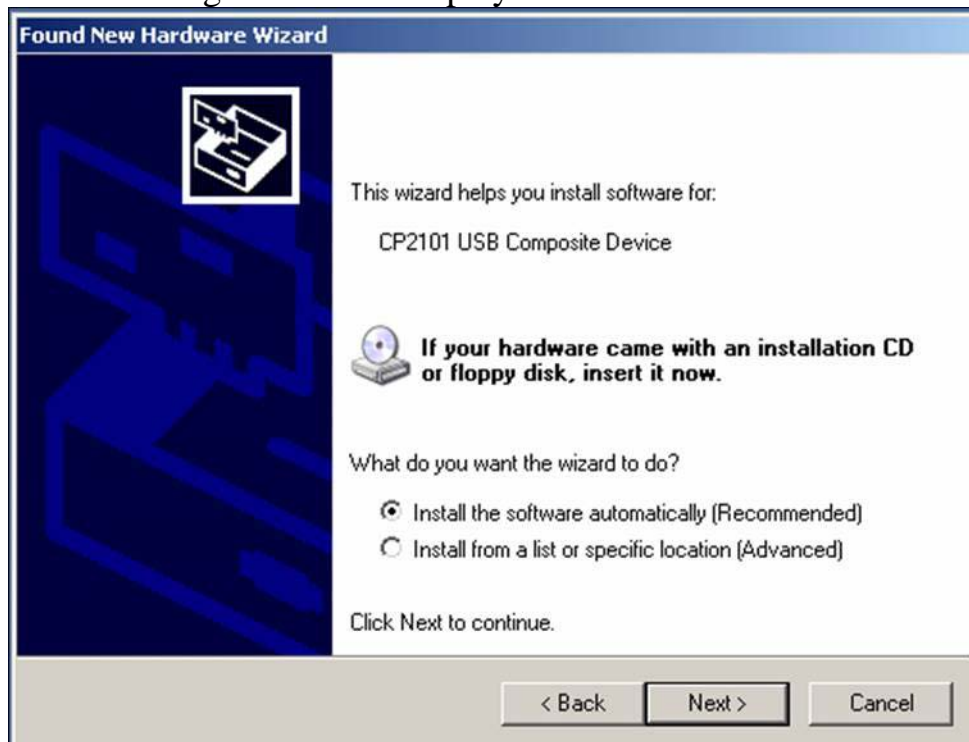 Found New Hardware Wizard
This wizard helps you install software for:
CP2101 USB Composite Device
If your hardware came with an installation CD
or floppy disk, insert it now.
What do you want the wizard to do?
Install the software automatically (Recommended)
Install from a list or specific location (Advanced)
Click Next to continue.
< Back Next > Cancel